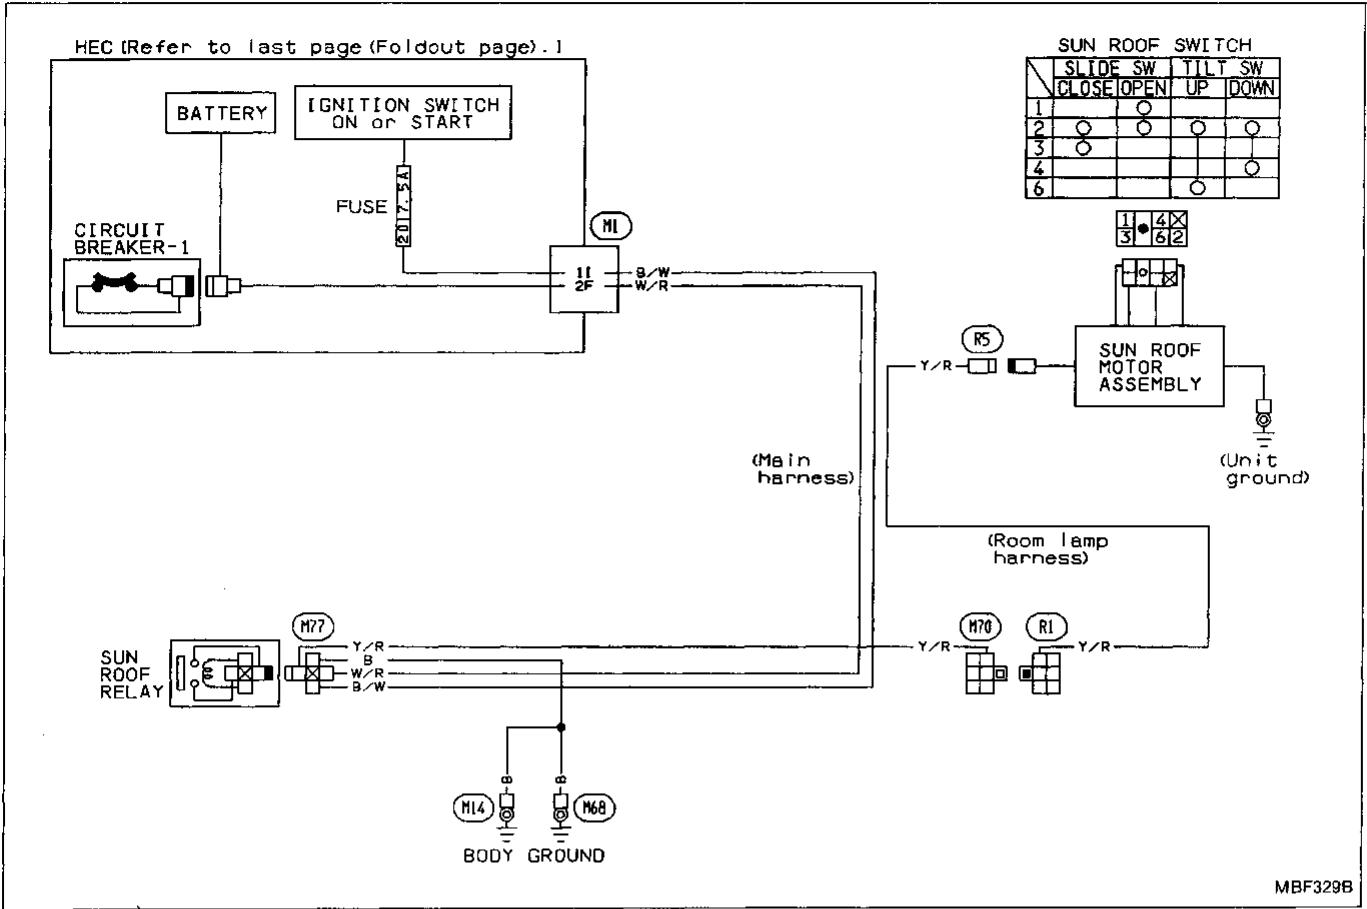 HEC (Refer to last page (Foldout page).)
BATTERY
IGNITION SWITCH
ON or START
FUSE
20 7.5A
CIRCUIT
BREAKER-1
M1
1I
2F
B/W
W/R
SUN ROOF SWITCH
SLIDE SW TILT SW
CLOSE OPEN UP DOWN
1
2
3
4
6
1 4
3 6 2
R5
Y/R
SUN ROOF
MOTOR
ASSEMBLY
(Unit
ground)
(Main
harness)
(Room lamp
harness)
SUN
ROOF
RELAY
M77
Y/R
B
W/R
B/W
Y/R
M70
R1
Y/R
B
B
M14
M68
BODY GROUND
MBF329B